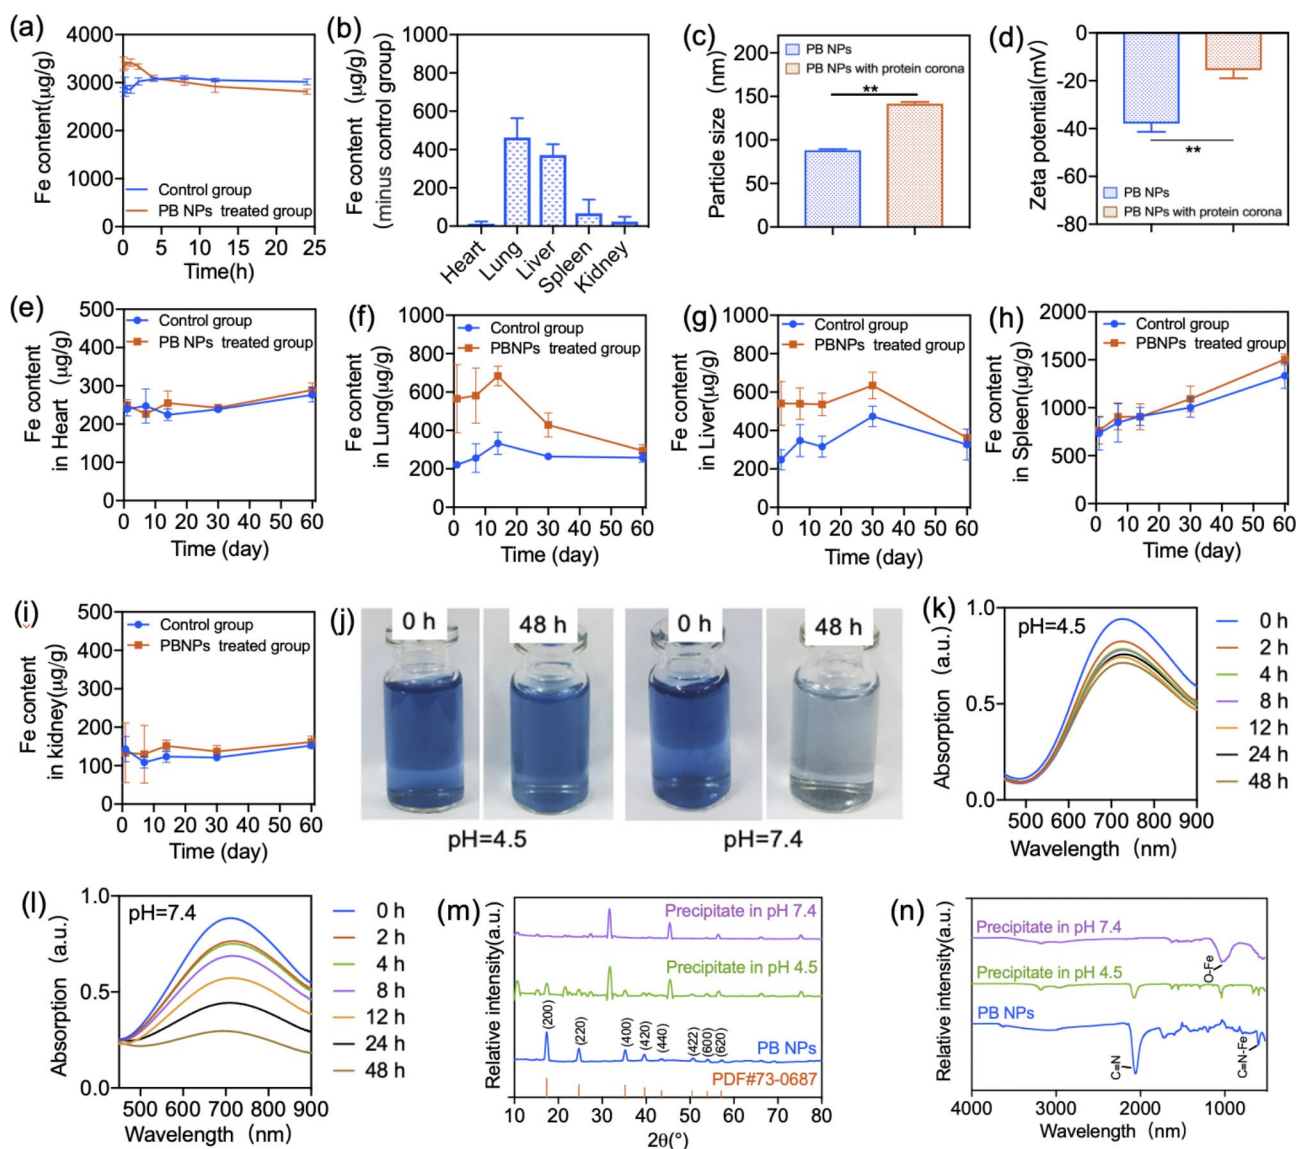 (a)
Fe content(μg/g)
4000
3000
2000
1000
0
Control group
PB NPs treated group
0 5 10 15 20 25
Time(h)
(b)
Fe content (μg/g)
(minus control group)
1000
800
600
400
200
0
Heart
Lung
Liver
Spleen
Kidney
(c)
Particle size (nm)
200
150
100
50
0
PB NPs
PB NPs with protein corona
**
(d)
Zeta potential(mV)
0
-20
-40
-60
-80
**
PB NPs
PB NPs with protein corona
(e)
Fe content
in Heart (μg/g)
500
400
300
200
100
0
Control group
PB NPs treated group
0 10 20 30 40 50 60
Time (day)
(f)
Fe content
in Lung(μg/g)
1000
800
600
400
200
0
Control group
PBNPs treated group
0 10 20 30 40 50 60
Time (day)
(g)
Fe content
in Liver(μg/g)
1000
800
600
400
200
0
Control group
PBNPs treated group
0 10 20 30 40 50 60
Time (day)
(h)
Fe content
in Spleen(μg/g)
2000
1500
1000
500
0
Control group
PBNPs treated group
0 10 20 30 40 50 60
Time (day)
(i)
Fe content
in kidney(μg/g)
500
400
300
200
100
0
Control group
PBNPs treated group
0 10 20 30 40 50 60
Time (day)
(j)
0 h
48 h
0 h
48 h
pH=4.5
pH=7.4
(k)
Absorption (a.u.)
1.0
0.5
0.0
pH=4.5
500 600 700 800 900
Wavelength (nm)
0 h
2 h
4 h
8 h
12 h
24 h
48 h
(l)
Absorption (a.u.)
1.0
0.5
0.0
pH=7.4
500 600 700 800 900
Wavelength (nm)
0 h
2 h
4 h
8 h
12 h
24 h
48 h
(m)
Relative intensity(a.u.)
Precipitate in pH 7.4
Precipitate in pH 4.5
(200)
(220)
(400)
(420)
(440)
(422)
(600)
(620)
PB NPs
PDF#73-0687
10 20 30 40 50 60 70 80
2θ(°)
(n)
Relative intensity(a.u.)
Precipitate in pH 7.4
O-Fe
Precipitate in pH 4.5
PB NPs
C≡N
C≡N-Fe
4000 3000 2000 1000
Wavelength (nm)